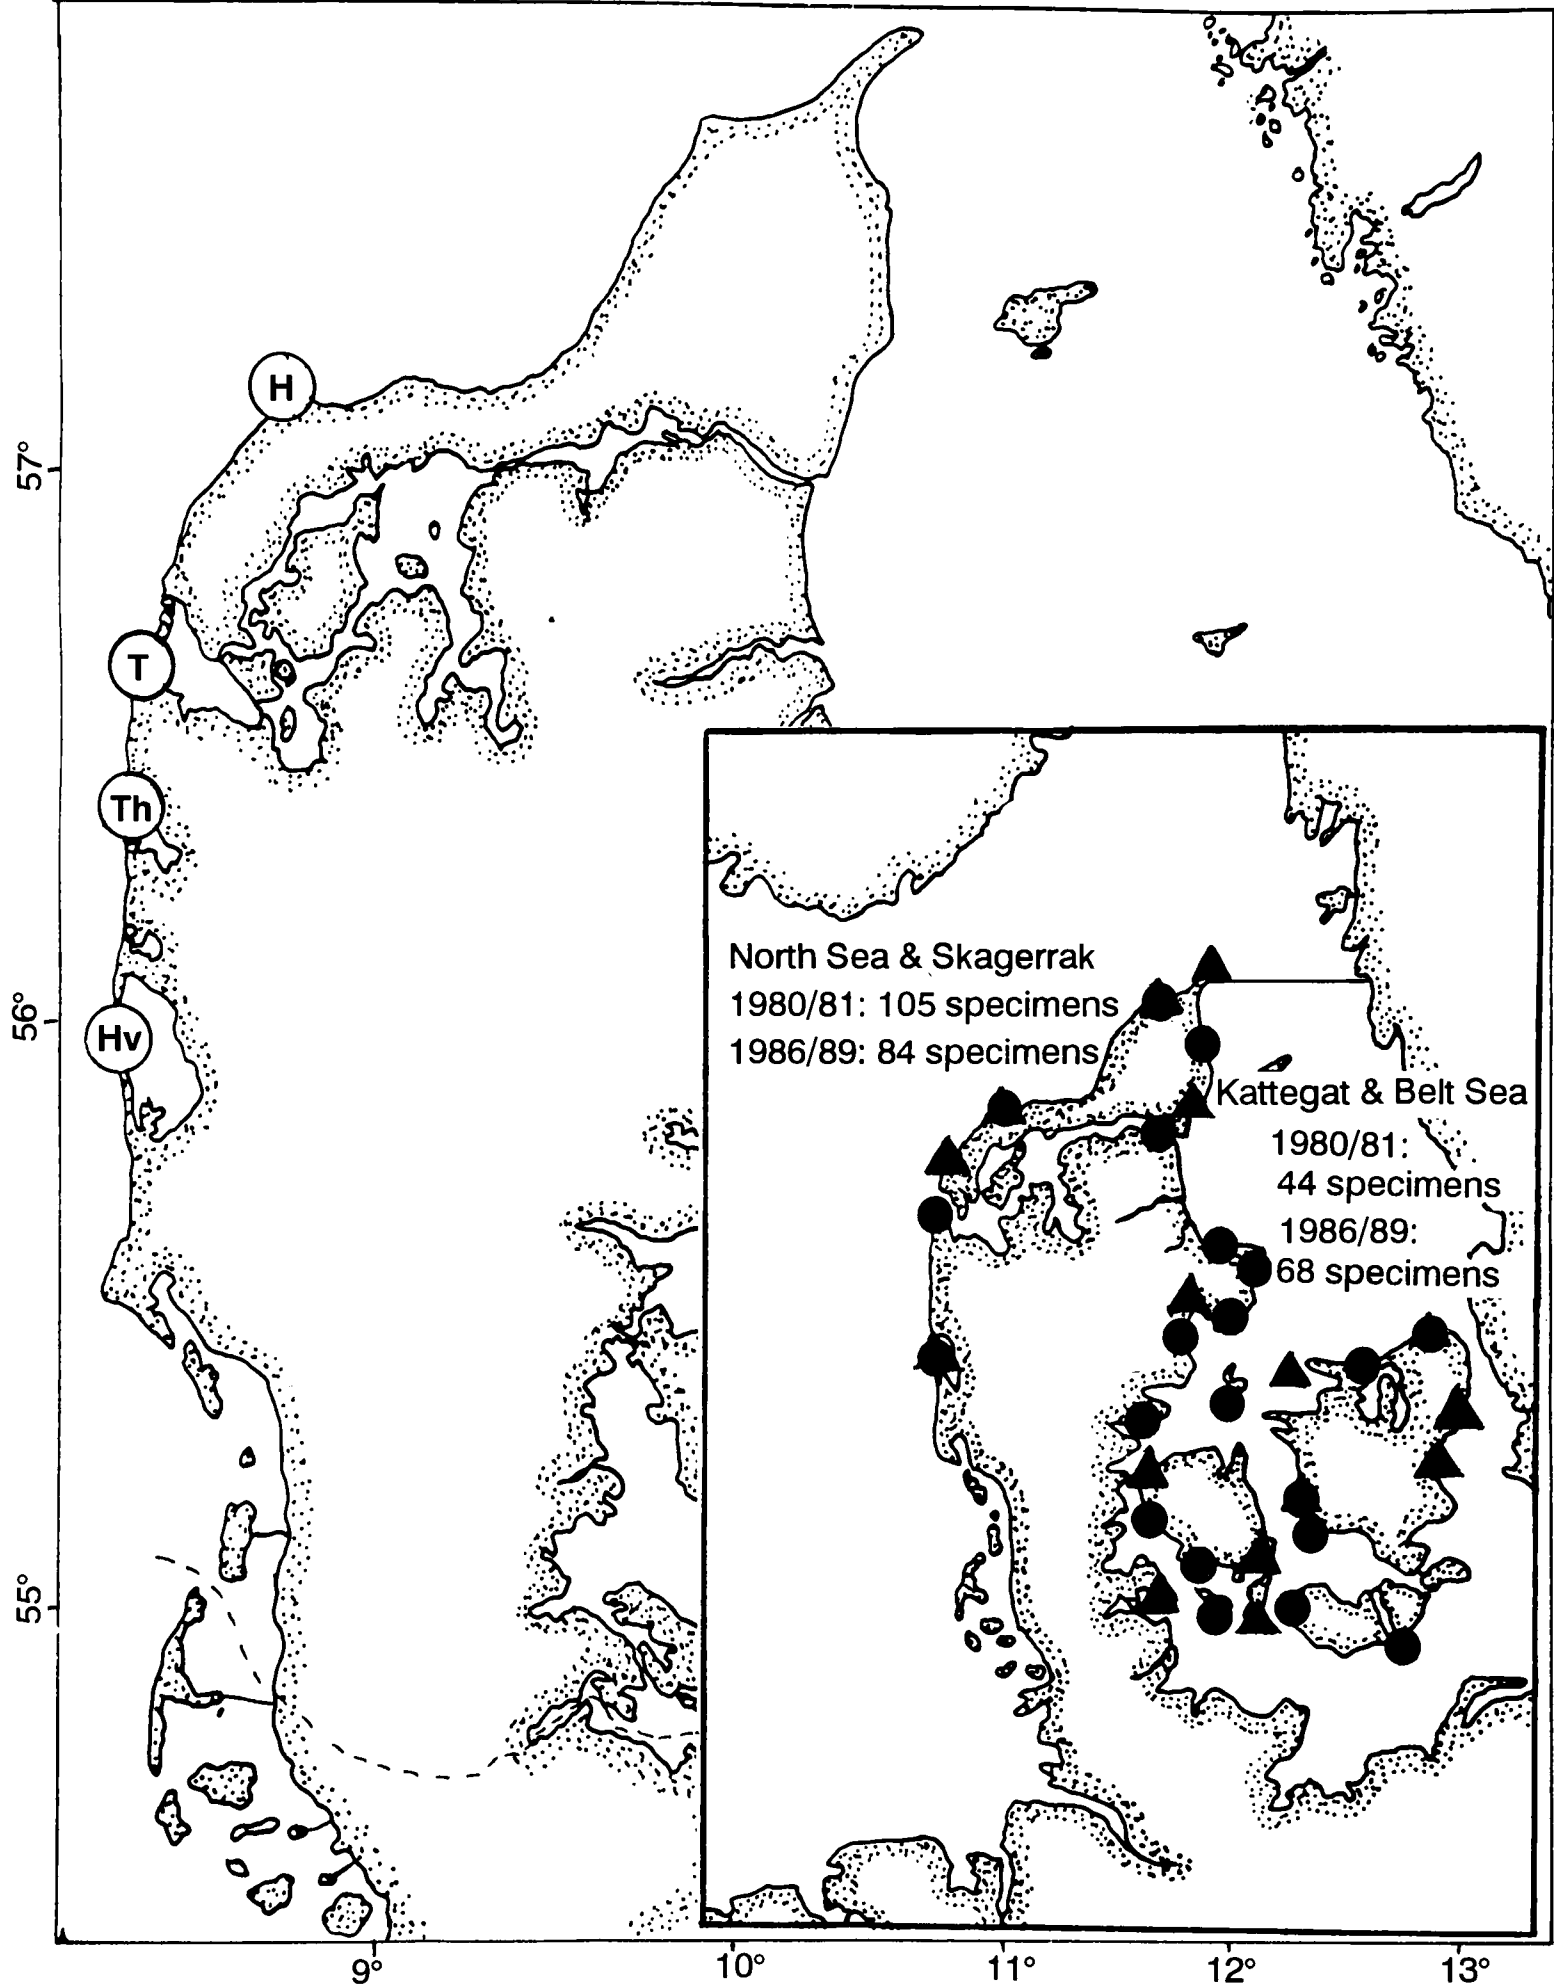 H
57°
T
Th
North Sea & Skagerrak
1980/81: 105 specimens
1986/89: 84 specimens
56°
Hv
Kattegat & Belt Sea
1980/81:
44 specimens
1986/89:
68 specimens
55°
9°
10°
11°
12°
13°